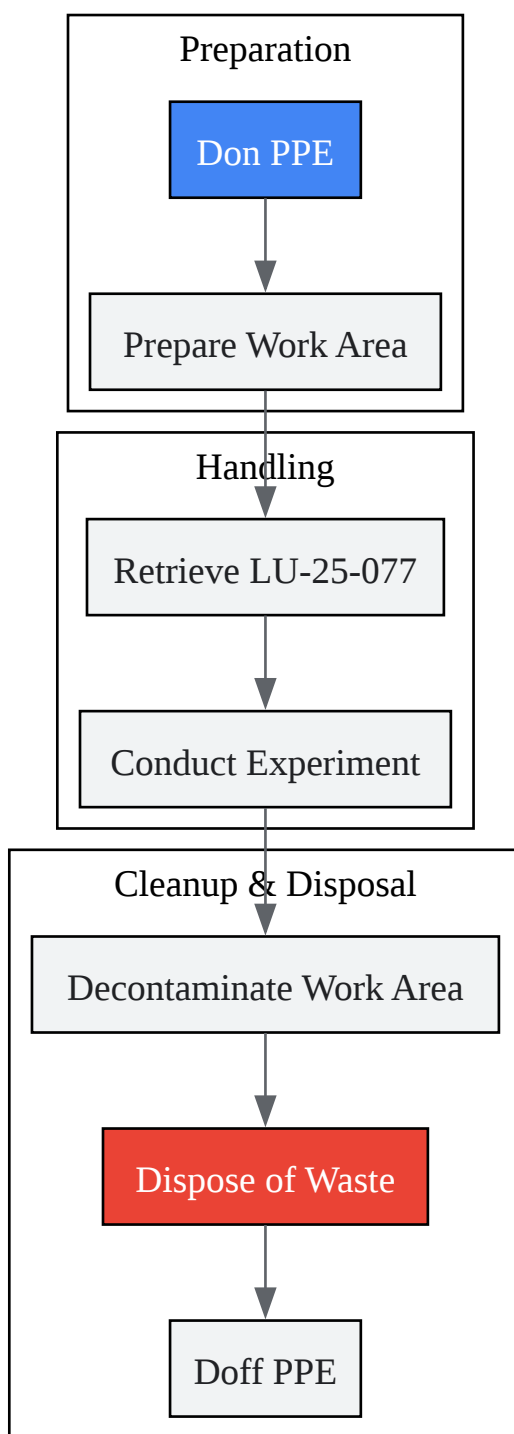 Preparation
Don PPE
Prepare Work Area
Handling
Retrieve LU-25-077
Conduct Experiment
Cleanup & Disposal
Decontaminate Work Area
Dispose of Waste
Doff PPE